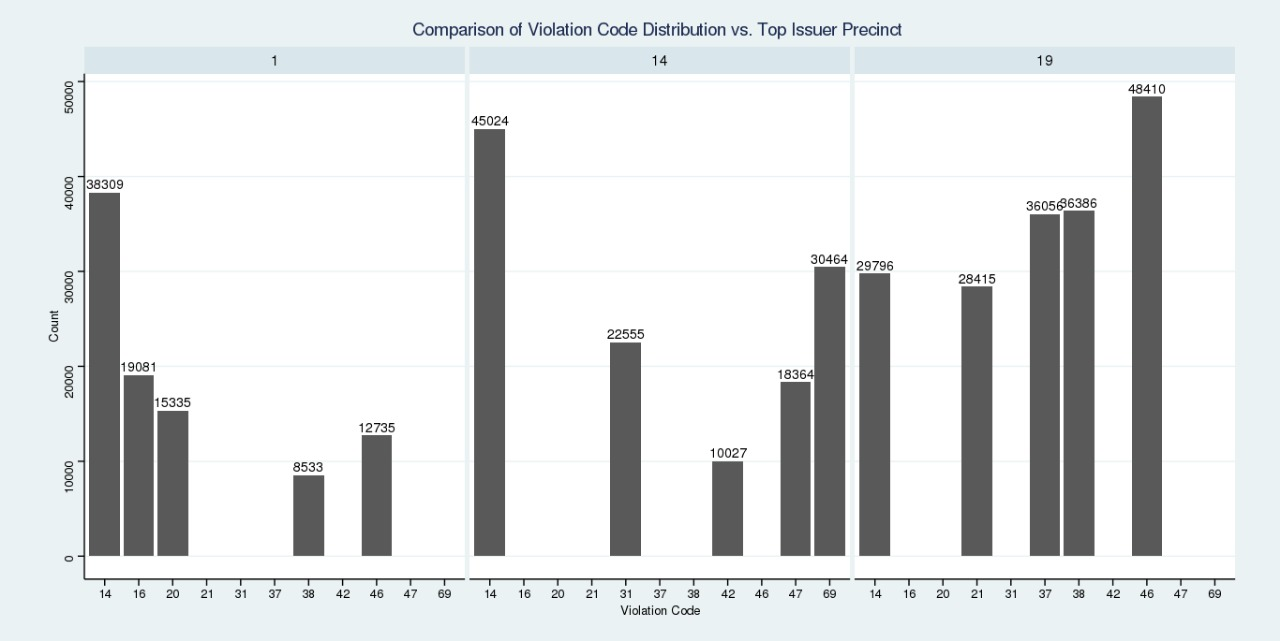 Comparison of Violation Code Distribution vs. Top Issuer Precinct
1 14 19
50000
40000
30000
20000
10000
0
Count
38309 19081 15335 8533 12735
45024 22555 10027 18364 30464
29796 28415 36056 36386 48410
14 16 20 21 31 37 38 42 46 47 69 14 16 20 21 31 37 38 42 46 47 69 14 16 20 21 31 37 38 42 46 47 69
Violation Code